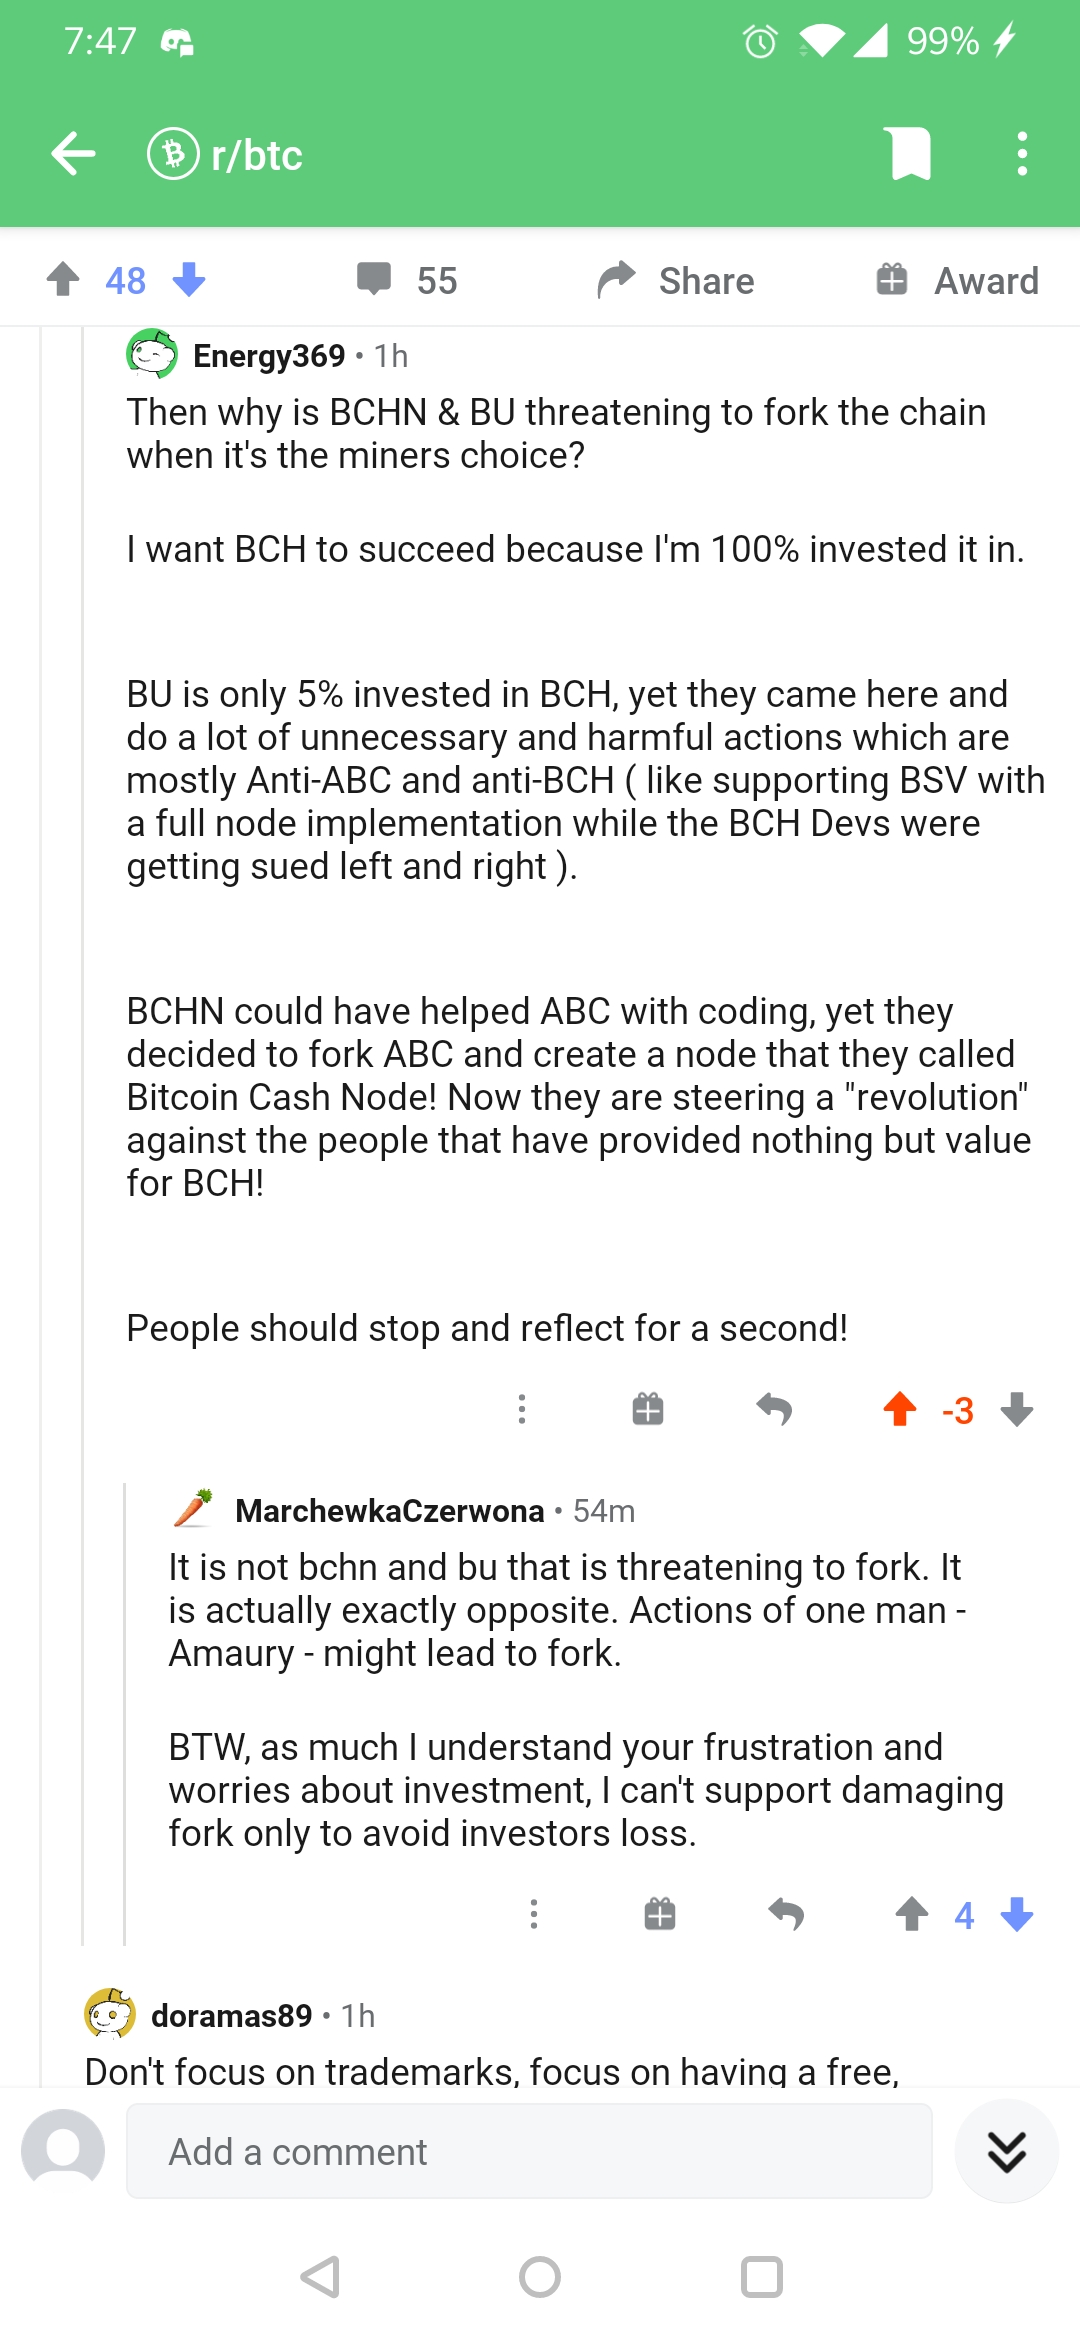 7:47
99%
r/btc
48
55
Share
Award
Energy369 • 1h
Then why is BCHN & BU threatening to fork the chain
when it's the miners choice?
I want BCH to succeed because I'm 100% invested it in.
BU is only 5% invested in BCH, yet they came here and
do a lot of unnecessary and harmful actions which are
mostly Anti-ABC and anti-BCH ( like supporting BSV with
a full node implementation while the BCH Devs were
getting sued left and right ).
BCHN could have helped ABC with coding, yet they
decided to fork ABC and create a node that they called
Bitcoin Cash Node! Now they are steering a "revolution"
against the people that have provided nothing but value
for BCH!
People should stop and reflect for a second!
-3
MarchewkaCzerwona • 54m
It is not bchn and bu that is threatening to fork. It
is actually exactly opposite. Actions of one man -
Amaury - might lead to fork.
BTW, as much I understand your frustration and
worries about investment, I can't support damaging
fork only to avoid investors loss.
4
doramas89 • 1h
Don't focus on trademarks, focus on having a free,
Add a comment